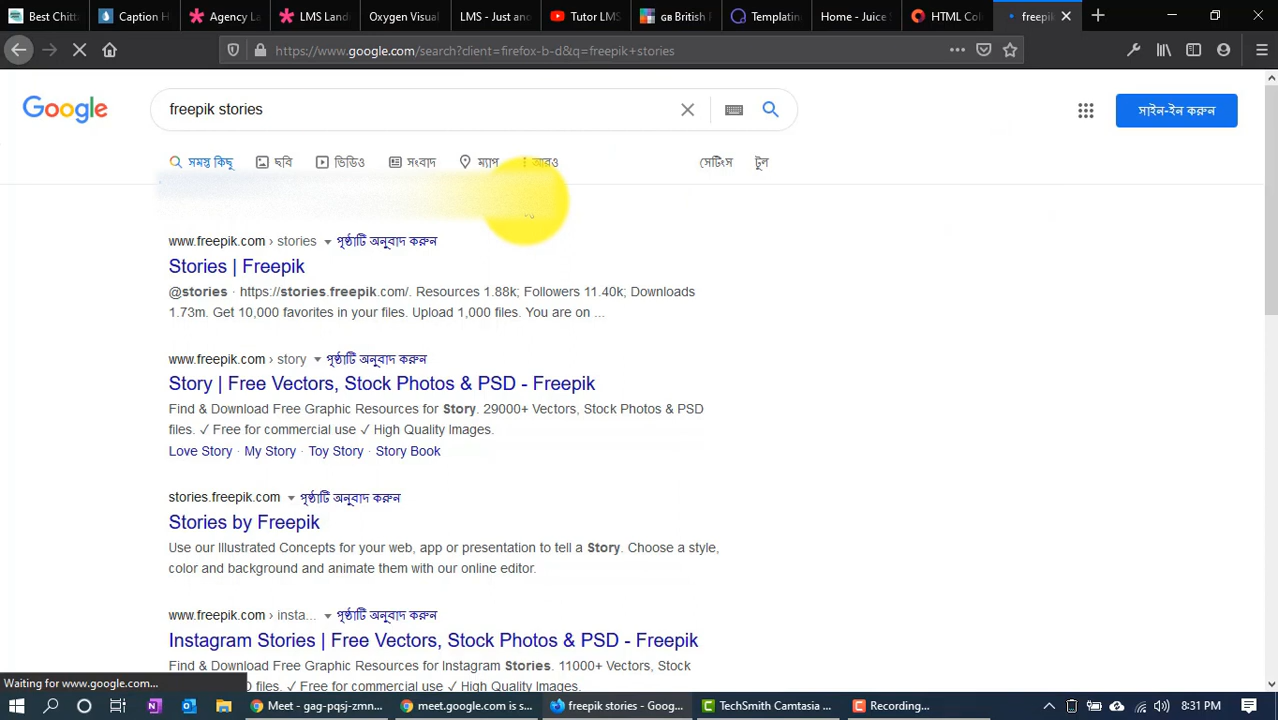 Best Chitta
Caption H
Agency La
LMS Landi
Oxygen Visual
LMS - Just an
Tutor LMS
GB British
Templatin
Home - Juice
HTML Col
freepik
https://www.google.com/search?client=firefox-b-d&q=freepik+stories
Google
freepik stories
সাইন-ইন করুন
সমস্ত কিছু
ছবি
ভিডিও
সংবাদ
ম্যাপ
আরও
সেটিংস
টুল
www.freepik.com › stories পৃষ্ঠাটি অনুবাদ করুন
Stories | Freepik
@stories · https://stories.freepik.com/. Resources 1.88k; Followers 11.40k; Downloads
1.73m. Get 10,000 favorites in your files. Upload 1,000 files. You are on ...
www.freepik.com › story পৃষ্ঠাটি অনুবাদ করুন
Story | Free Vectors, Stock Photos & PSD - Freepik
Find & Download Free Graphic Resources for Story. 29000+ Vectors, Stock Photos & PSD
files. ✓ Free for commercial use ✓ High Quality Images.
Love Story · My Story · Toy Story · Story Book
stories.freepik.com পৃষ্ঠাটি অনুবাদ করুন
Stories by Freepik
Use our Illustrated Concepts for your web, app or presentation to tell a Story. Choose a style,
color and background and animate them with our online editor.
www.freepik.com › insta... পৃষ্ঠাটি অনুবাদ করুন
Instagram Stories | Free Vectors, Stock Photos & PSD - Freepik
Find & Download Free Graphic Resources for Instagram Stories. 11000+ Vectors, Stock
Photos & PSD files. ✓ Free for commercial use ✓ High Quality Images.
Waiting for www.google.com...
Meet - gag-pqsj-zmn...
meet.google.com is s...
freepik stories - Goog...
TechSmith Camtasia ...
Recording...
8:31 PM